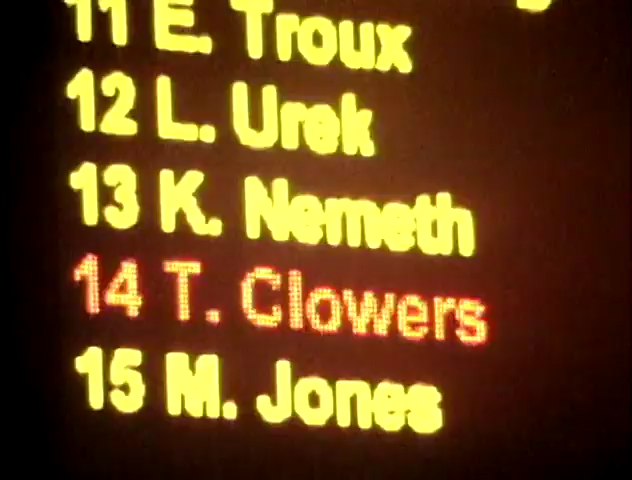 11 E. Troux
12 L. Urek
13 K. Nemeth
14 T. Clowers
15 M. Jones